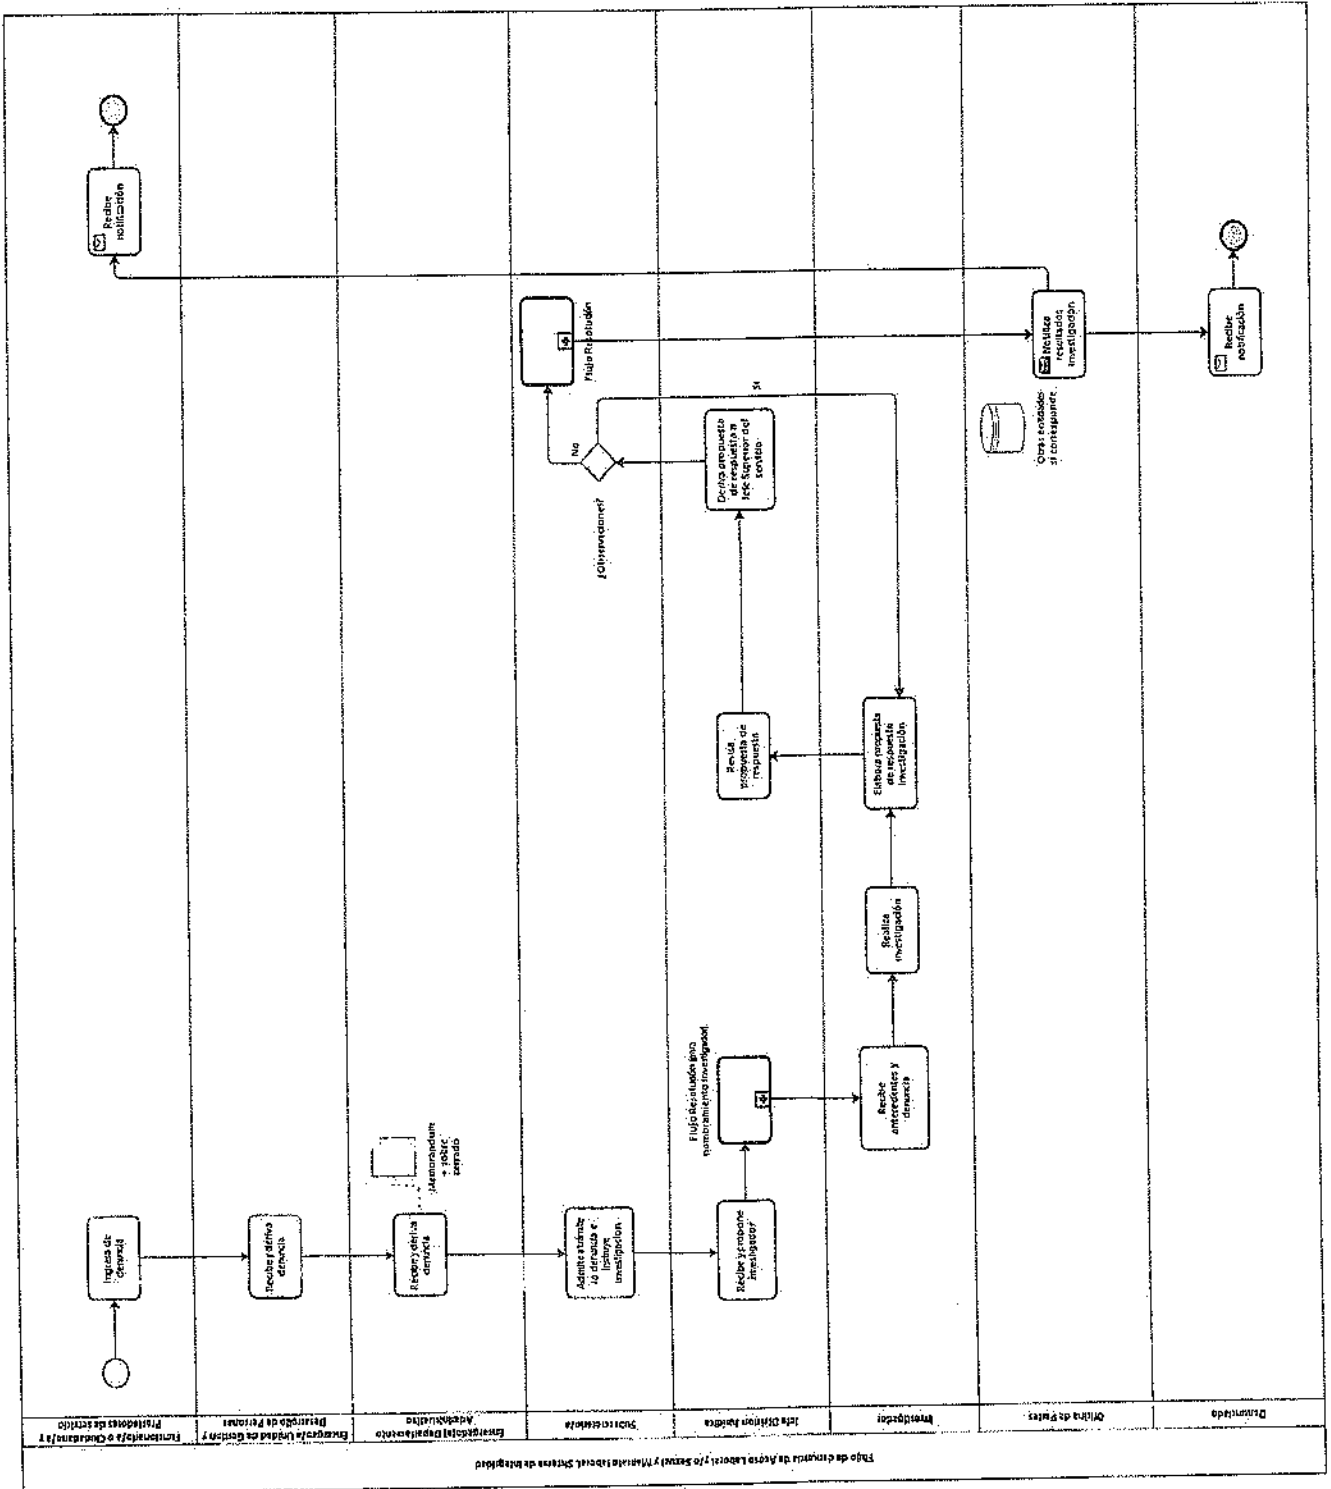 Flujo de denuncia de Acoso Laboral y/o Sexual y Maltrato laboral. Sistema de Integridad
Funcionaria/o o Ciudadana/o y
Prestadores de servicio
Encargado/a Unidad de Gestión y
Desarrollo de Personas
Encargado(a) Departamento
Administrativo
Subsecretario/a
Jefe División Jurídica
Investigador
Oficina de Partes
Denunciado
Ingresa de
denuncia
Recibe y deriva
denuncia
Recibe y deriva
denuncia
Memorándum
+ sobre
cerrado
Admite a trámite
la denuncia e
instruye
investigación
Recibe y propone
investigador
Flujo Resolución (para
nombramiento investigador)
Recibe
antecedentes y
denuncia
Realiza
investigación
Elabora propuesta
de respuesta
investigación
Revisa
propuesta de
respuesta
Deriva propuesta
de respuesta a
Jefe Superior del
servicio
¿Observaciones?
No
Si
Flujo Resolución
Notifica
resultados
investigación
Otras entidades
si corresponde
Recibe
notificación
Recibe
notificación